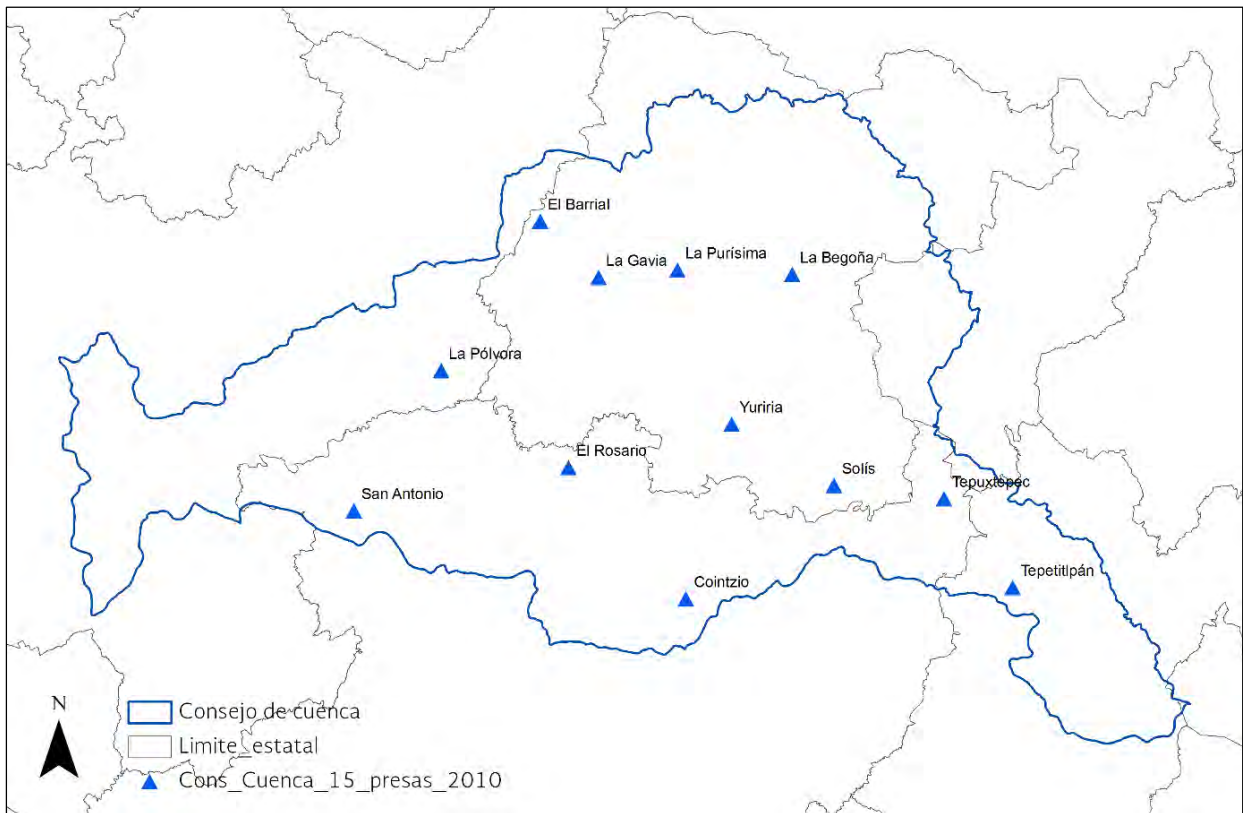 El Barrial
La Gavia
La Purísima
La Begoña
La Pólvora
Yuriria
El Rosario
Solís
San Antonio
Tepuxtepec
Cointzio
Tepetitlpán
N
Consejo de cuenca
Limite_estatal
Cons_Cuenca_15_presas_2010